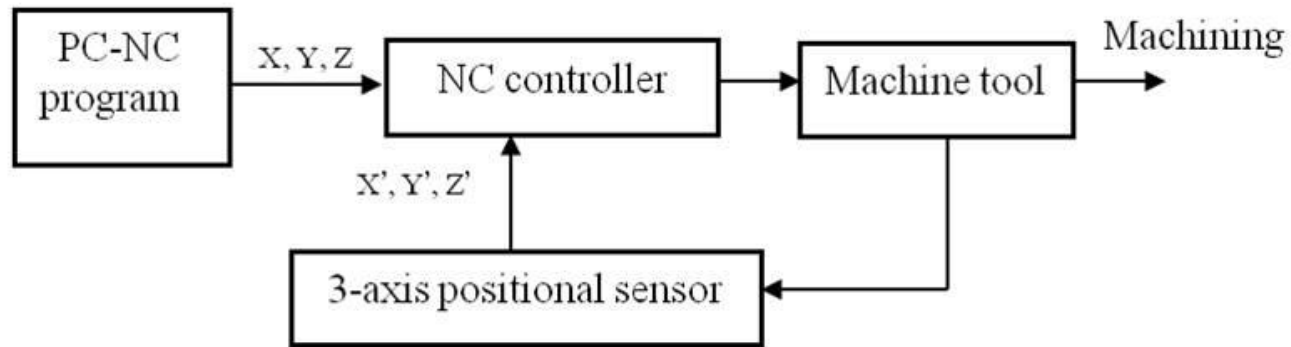 PC-NC
program
X, Y, Z
NC controller
Machine tool
Machining
X’, Y’, Z’
3-axis positional sensor